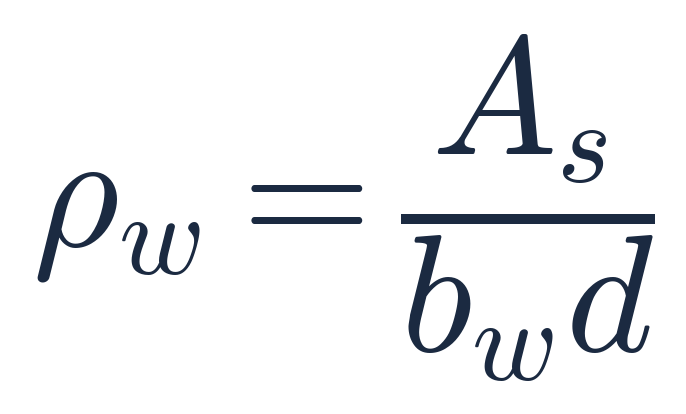 ρ_w = A_s / b_w d